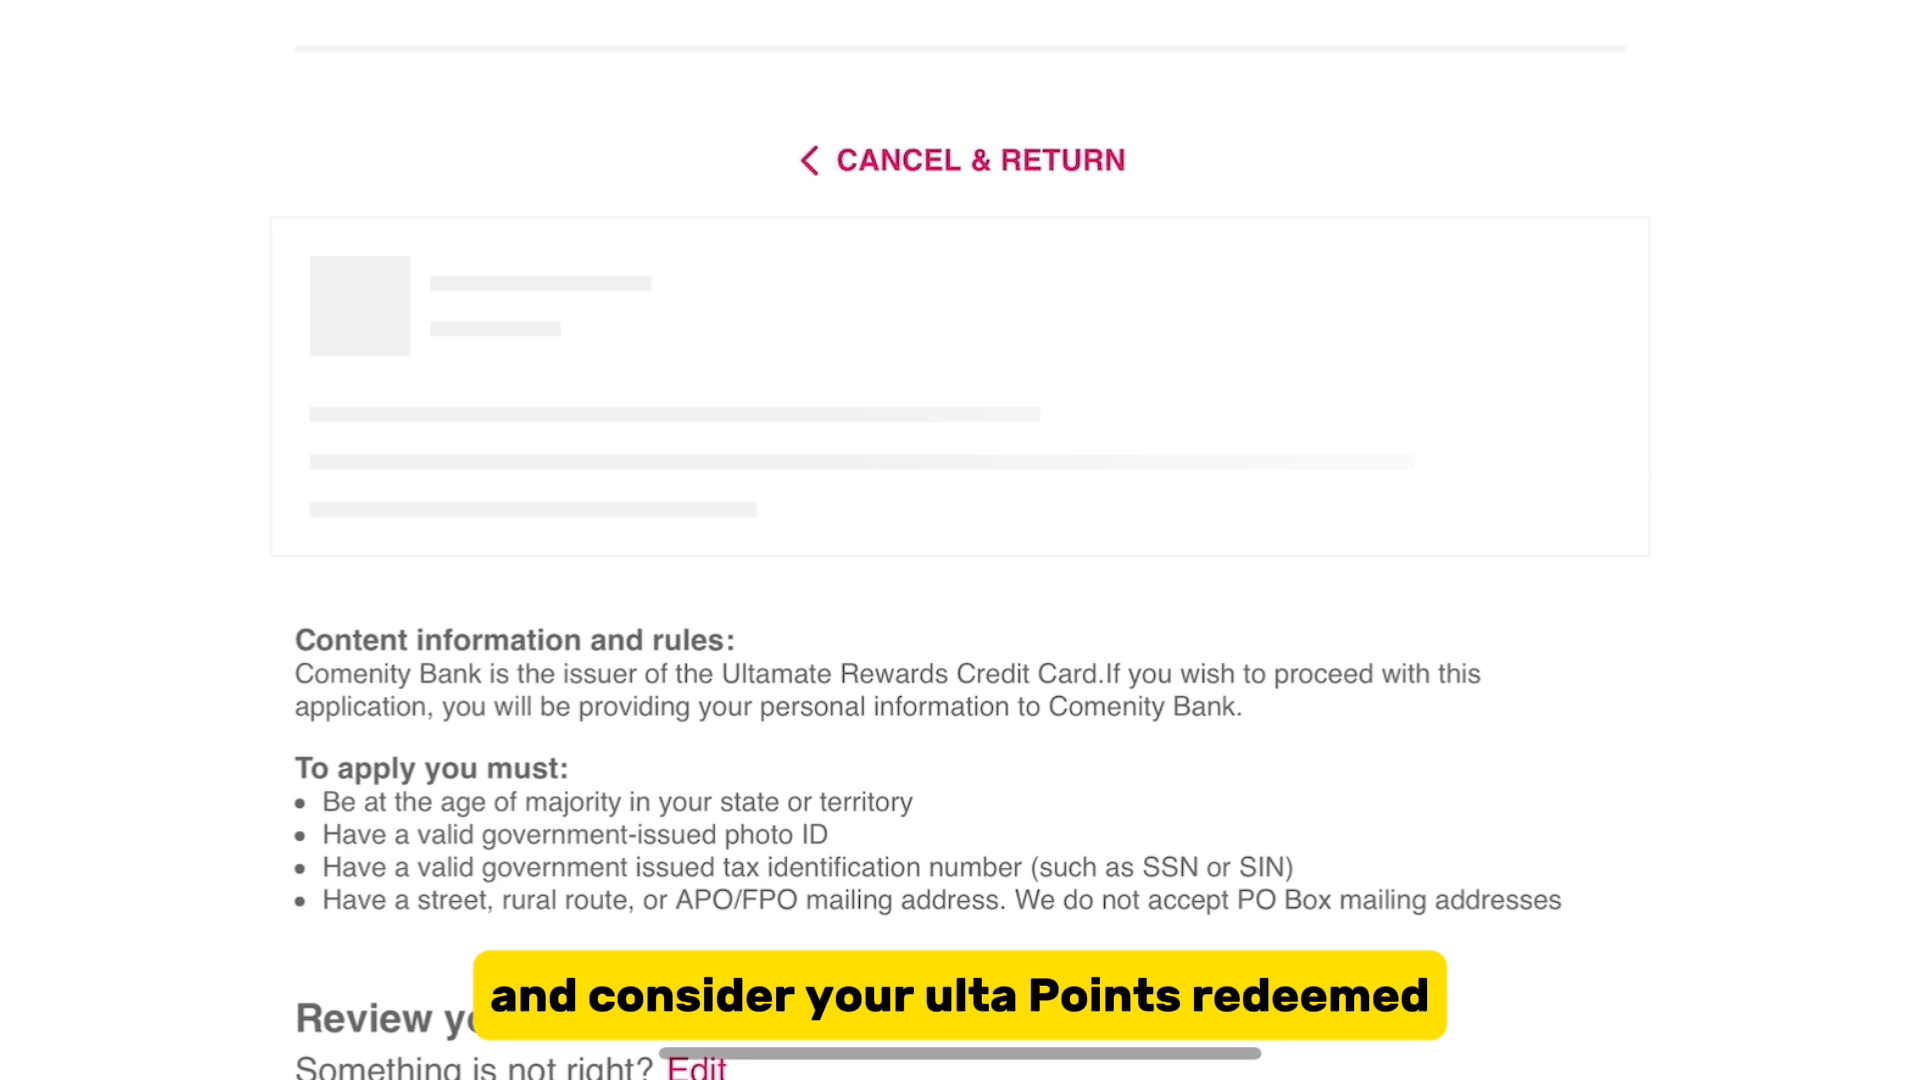 CANCEL & RETURN
Content information and rules:
Comenity Bank is the issuer of the Ultamate Rewards Credit Card.If you wish to proceed with this
application, you will be providing your personal information to Comenity Bank.
To apply you must:
• Be at the age of majority in your state or territory
• Have a valid government-issued photo ID
• Have a valid government issued tax identification number (such as SSN or SIN)
• Have a street, rural route, or APO/FPO mailing address. We do not accept PO Box mailing addresses
and consider your ulta Points redeemed
Review
Something is not right? Edit